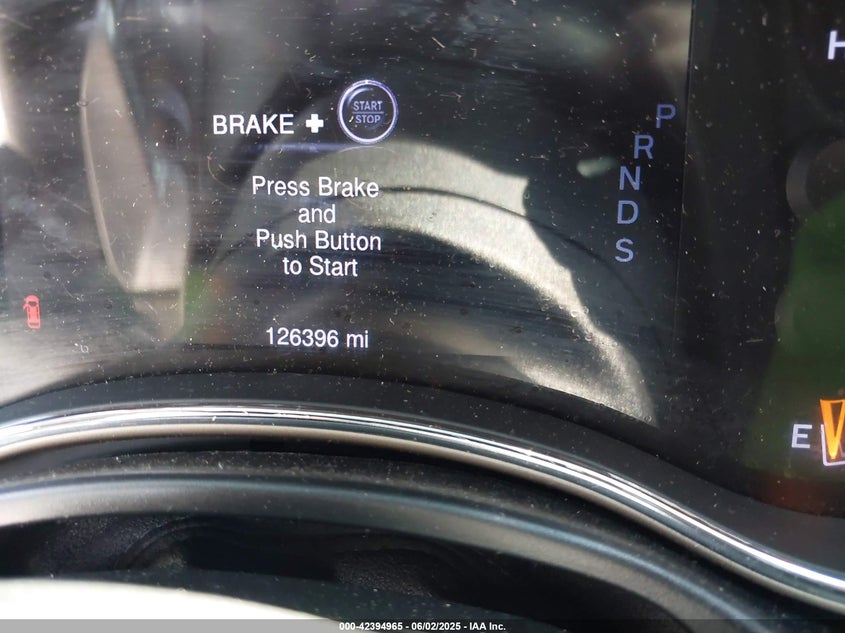 H
BRAKE + START
STOP
P
R
N
D
S
Press Brake
and
Push Button
to Start
126396 mi
E
000-42394965 - 06/02/2025 - IAA Inc.